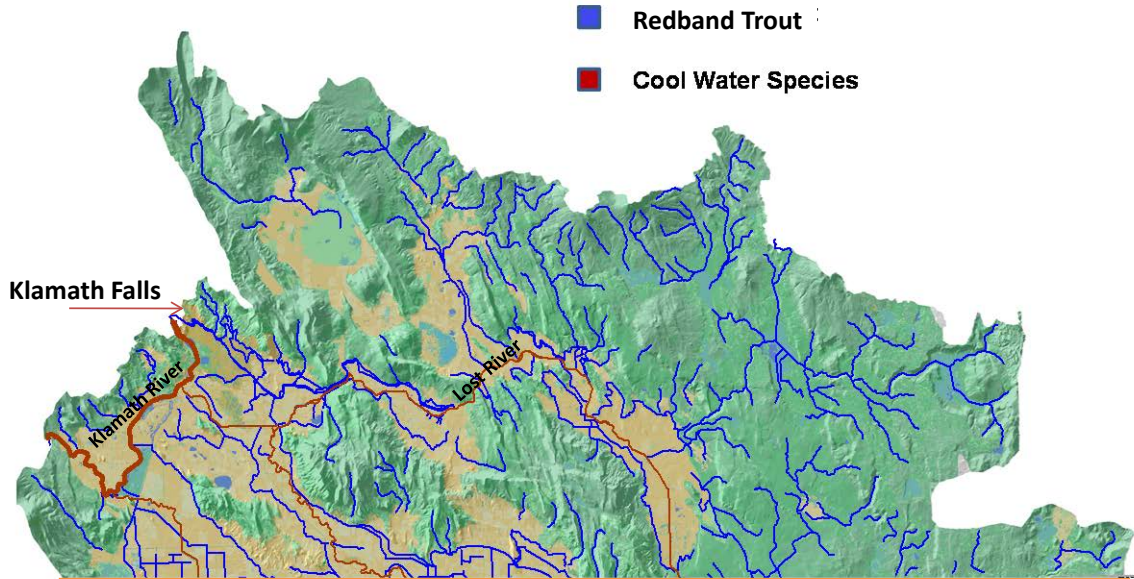 Redband Trout
Cool Water Species
Klamath Falls
Lost River
Klamath River